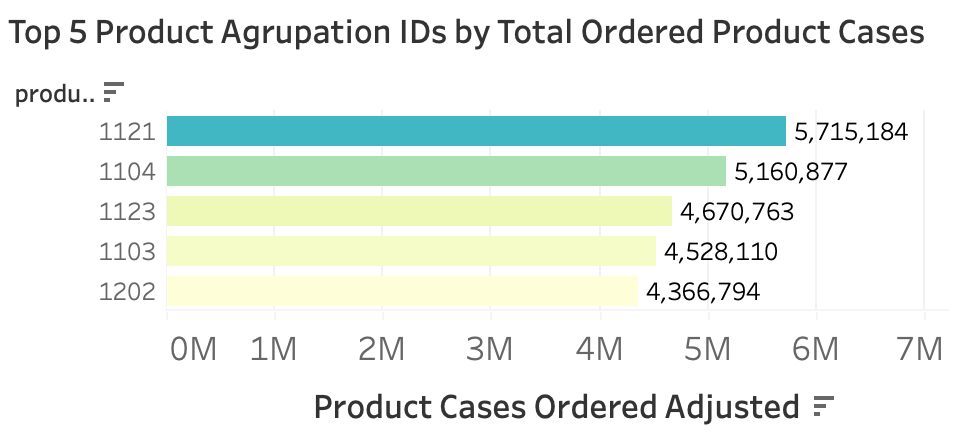 Top 5 Product Agrupation IDs by Total Ordered Product Cases
produ..
1121 5,715,184
1104 5,160,877
1123 4,670,763
1103 4,528,110
1202 4,366,794
0M 1M 2M 3M 4M 5M 6M 7M
Product Cases Ordered Adjusted